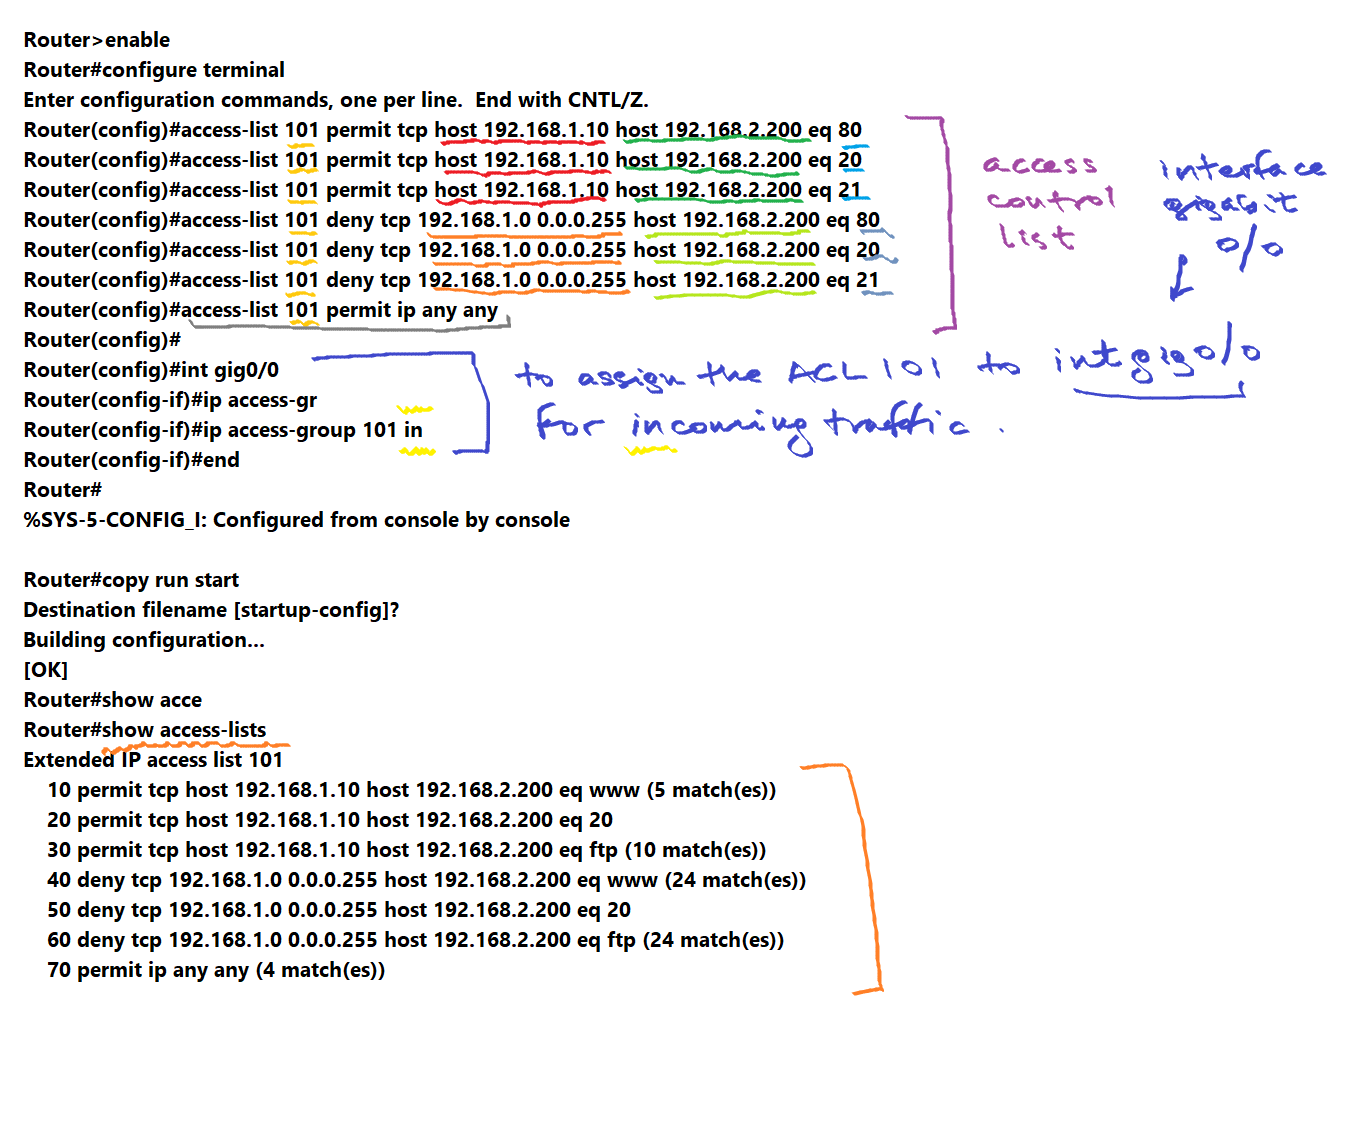 Router>enable
Router#configure terminal
Enter configuration commands, one per line.  End with CNTL/Z.
Router(config)#access-list 101 permit tcp host 192.168.1.10 host 192.168.2.200 eq 80
Router(config)#access-list 101 permit tcp host 192.168.1.10 host 192.168.2.200 eq 20
Router(config)#access-list 101 permit tcp host 192.168.1.10 host 192.168.2.200 eq 21
Router(config)#access-list 101 deny tcp 192.168.1.0 0.0.0.255 host 192.168.2.200 eq 80
Router(config)#access-list 101 deny tcp 192.168.1.0 0.0.0.255 host 192.168.2.200 eq 20
Router(config)#access-list 101 deny tcp 192.168.1.0 0.0.0.255 host 192.168.2.200 eq 21
Router(config)#access-list 101 permit ip any any
access
control
list
interface
gigabit
0/0
Router(config)#
Router(config)#int gig0/0
Router(config-if)#ip access-gr
Router(config-if)#ip access-group 101 in
to assign the ACL 101 to int gig0/0
for incoming traffic.
Router(config-if)#end
Router#
%SYS-5-CONFIG_I: Configured from console by console
Router#copy run start
Destination filename [startup-config]?
Building configuration...
[OK]
Router#show acce
Router#show access-lists
Extended IP access list 101
10 permit tcp host 192.168.1.10 host 192.168.2.200 eq www (5 match(es))
20 permit tcp host 192.168.1.10 host 192.168.2.200 eq 20
30 permit tcp host 192.168.1.10 host 192.168.2.200 eq ftp (10 match(es))
40 deny tcp 192.168.1.0 0.0.0.255 host 192.168.2.200 eq www (24 match(es))
50 deny tcp 192.168.1.0 0.0.0.255 host 192.168.2.200 eq 20
60 deny tcp 192.168.1.0 0.0.0.255 host 192.168.2.200 eq ftp (24 match(es))
70 permit ip any any (4 match(es))